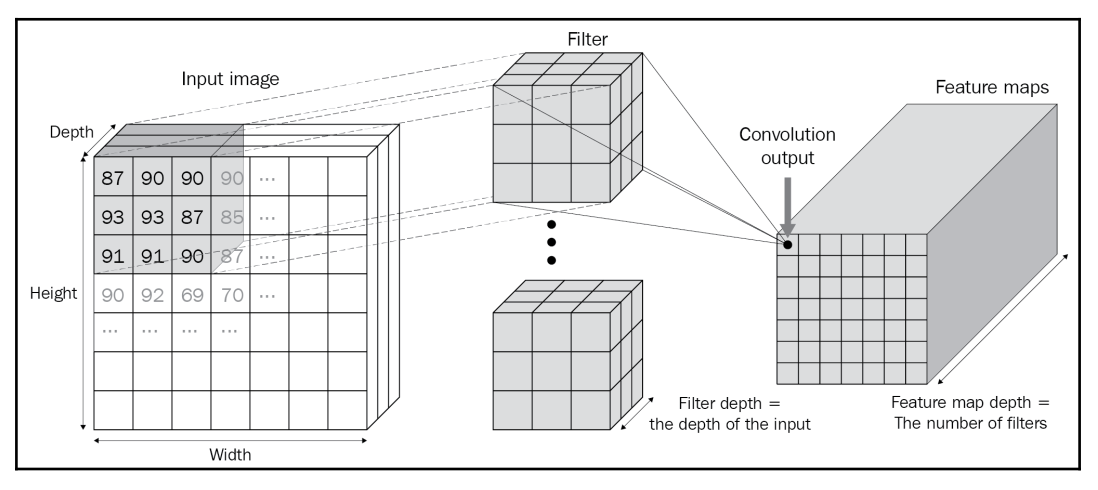 Filter
Input image
Feature maps
Depth
Convolution
output
87 90 90 90 ...
93 93 87 85 ...
91 91 90 87 ...
Height
90 92 69 70 ...
... ... ... ...
Filter depth =
the depth of the input
Feature map depth =
The number of filters
Width